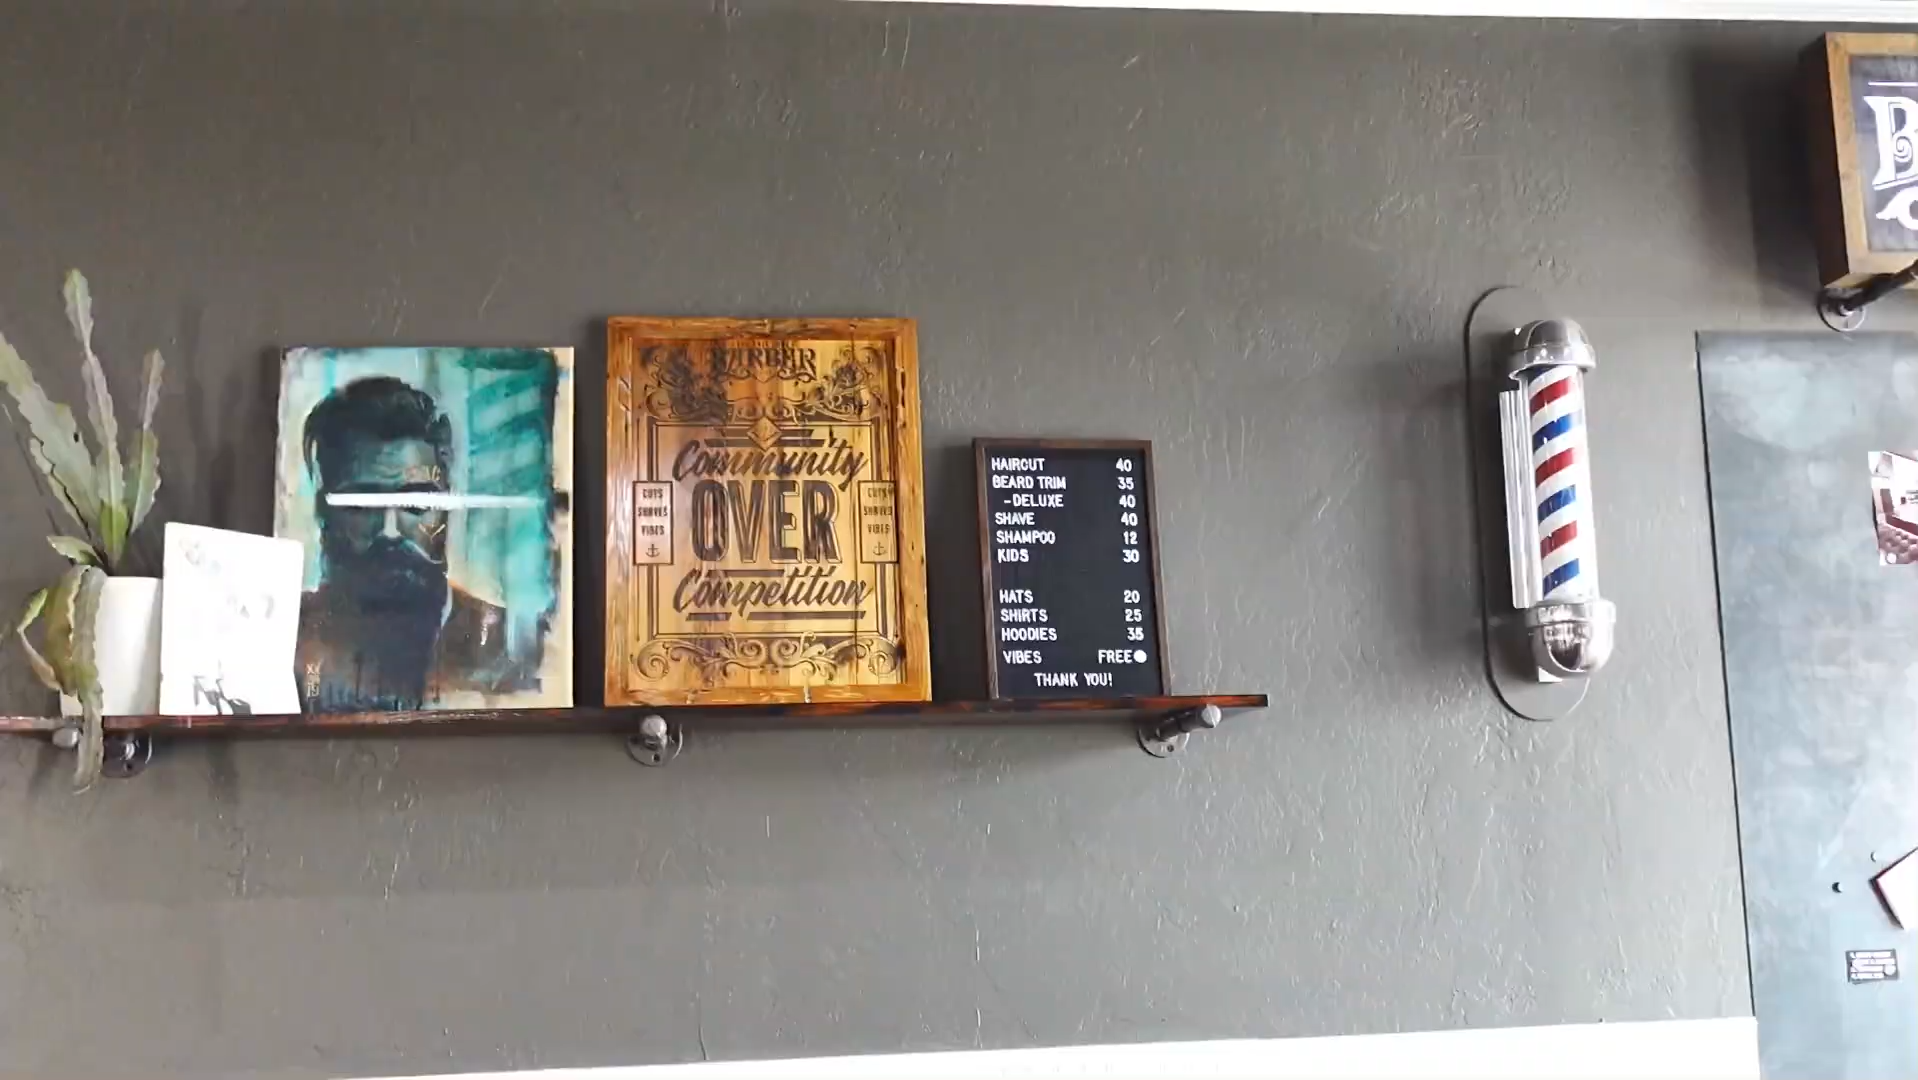 BARBER
Community
OVER
Competition
CUTS
SHAVES
VIBES
CUTS
SHAVES
VIBES
HAIRCUT 40
BEARD TRIM 35
-DELUXE 40
SHAVE 40
SHAMPOO 12
KIDS 30
HATS 20
SHIRTS 25
HOODIES 35
VIBES FREE
THANK YOU!